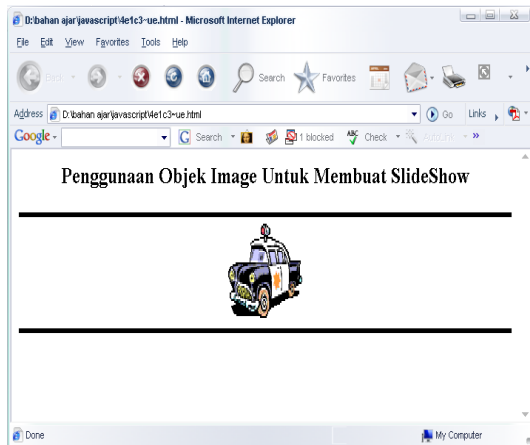 D:\bahan ajar\javascript\4e1c3~ue.html - Microsoft Internet Explorer
File Edit View Favorites Tools Help
Back Search Favorites
Address D:\bahan ajar\javascript\4e1c3~ue.html Go Links
Google Search 1 blocked ABC Check AutoLink
Penggunaan Objek Image Untuk Membuat SlideShow
Done My Computer